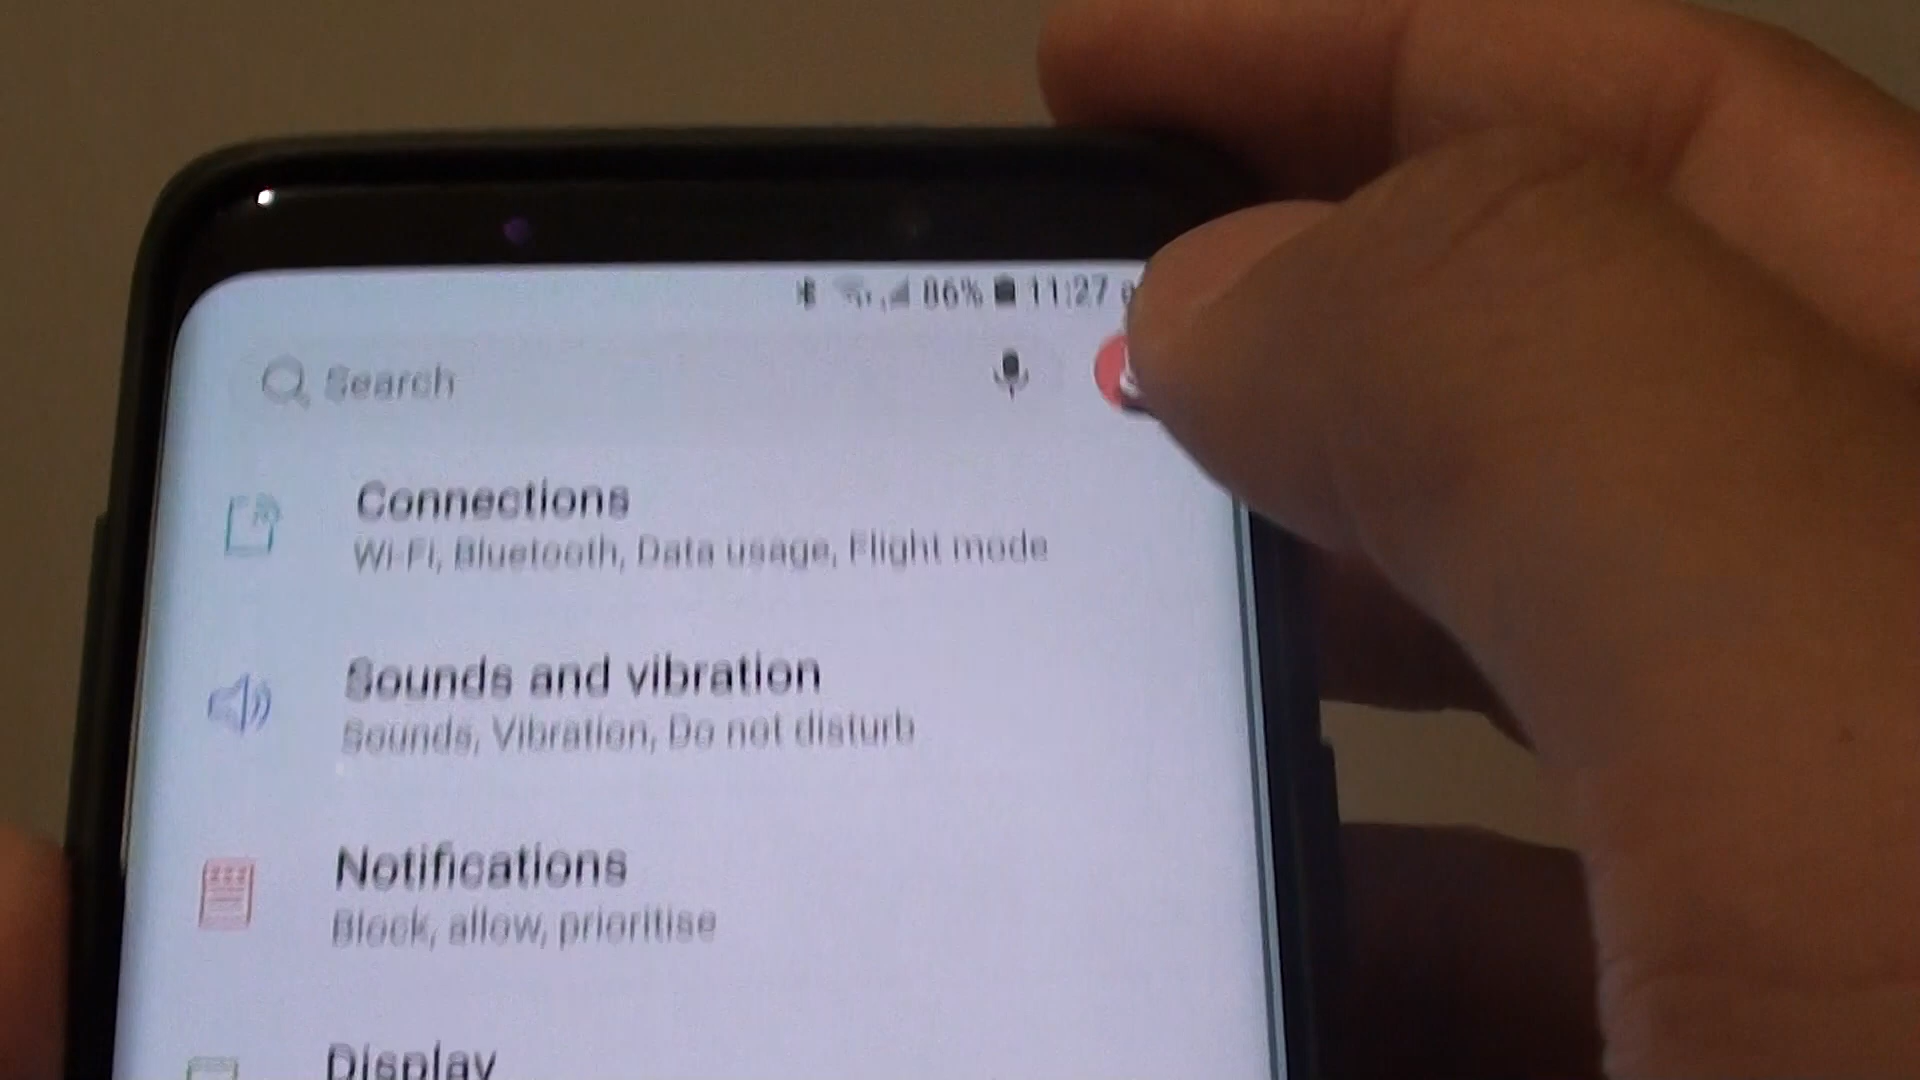 86% 11:27
Search
Connections
Wi-Fi, Bluetooth, Data usage, Flight mode
Sounds and vibration
Sounds, Vibration, Do not disturb
Notifications
Block, allow, prioritise
Display